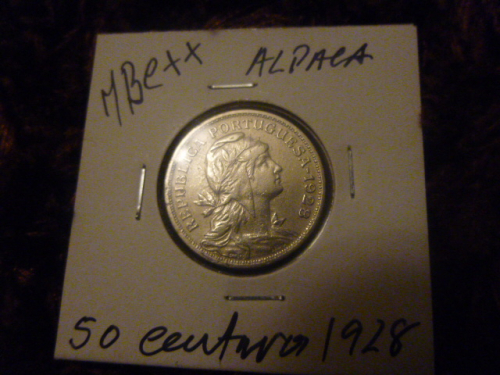 MBC++
ALPACA
REPUBLICA PORTUGUESA-1928
50 centavos 1928